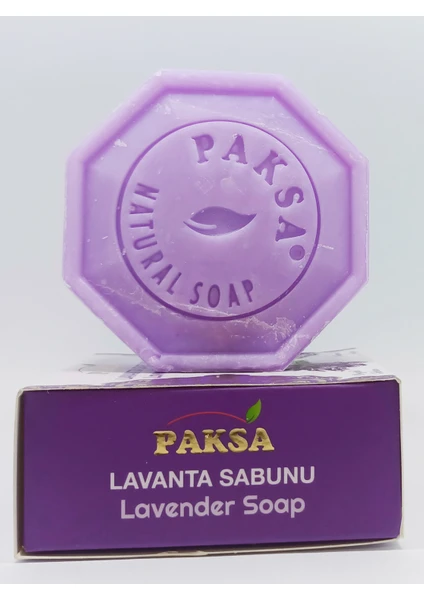 PAKSA®
NATURAL SOAP
PAKSA
LAVANTA SABUNU
Lavender Soap